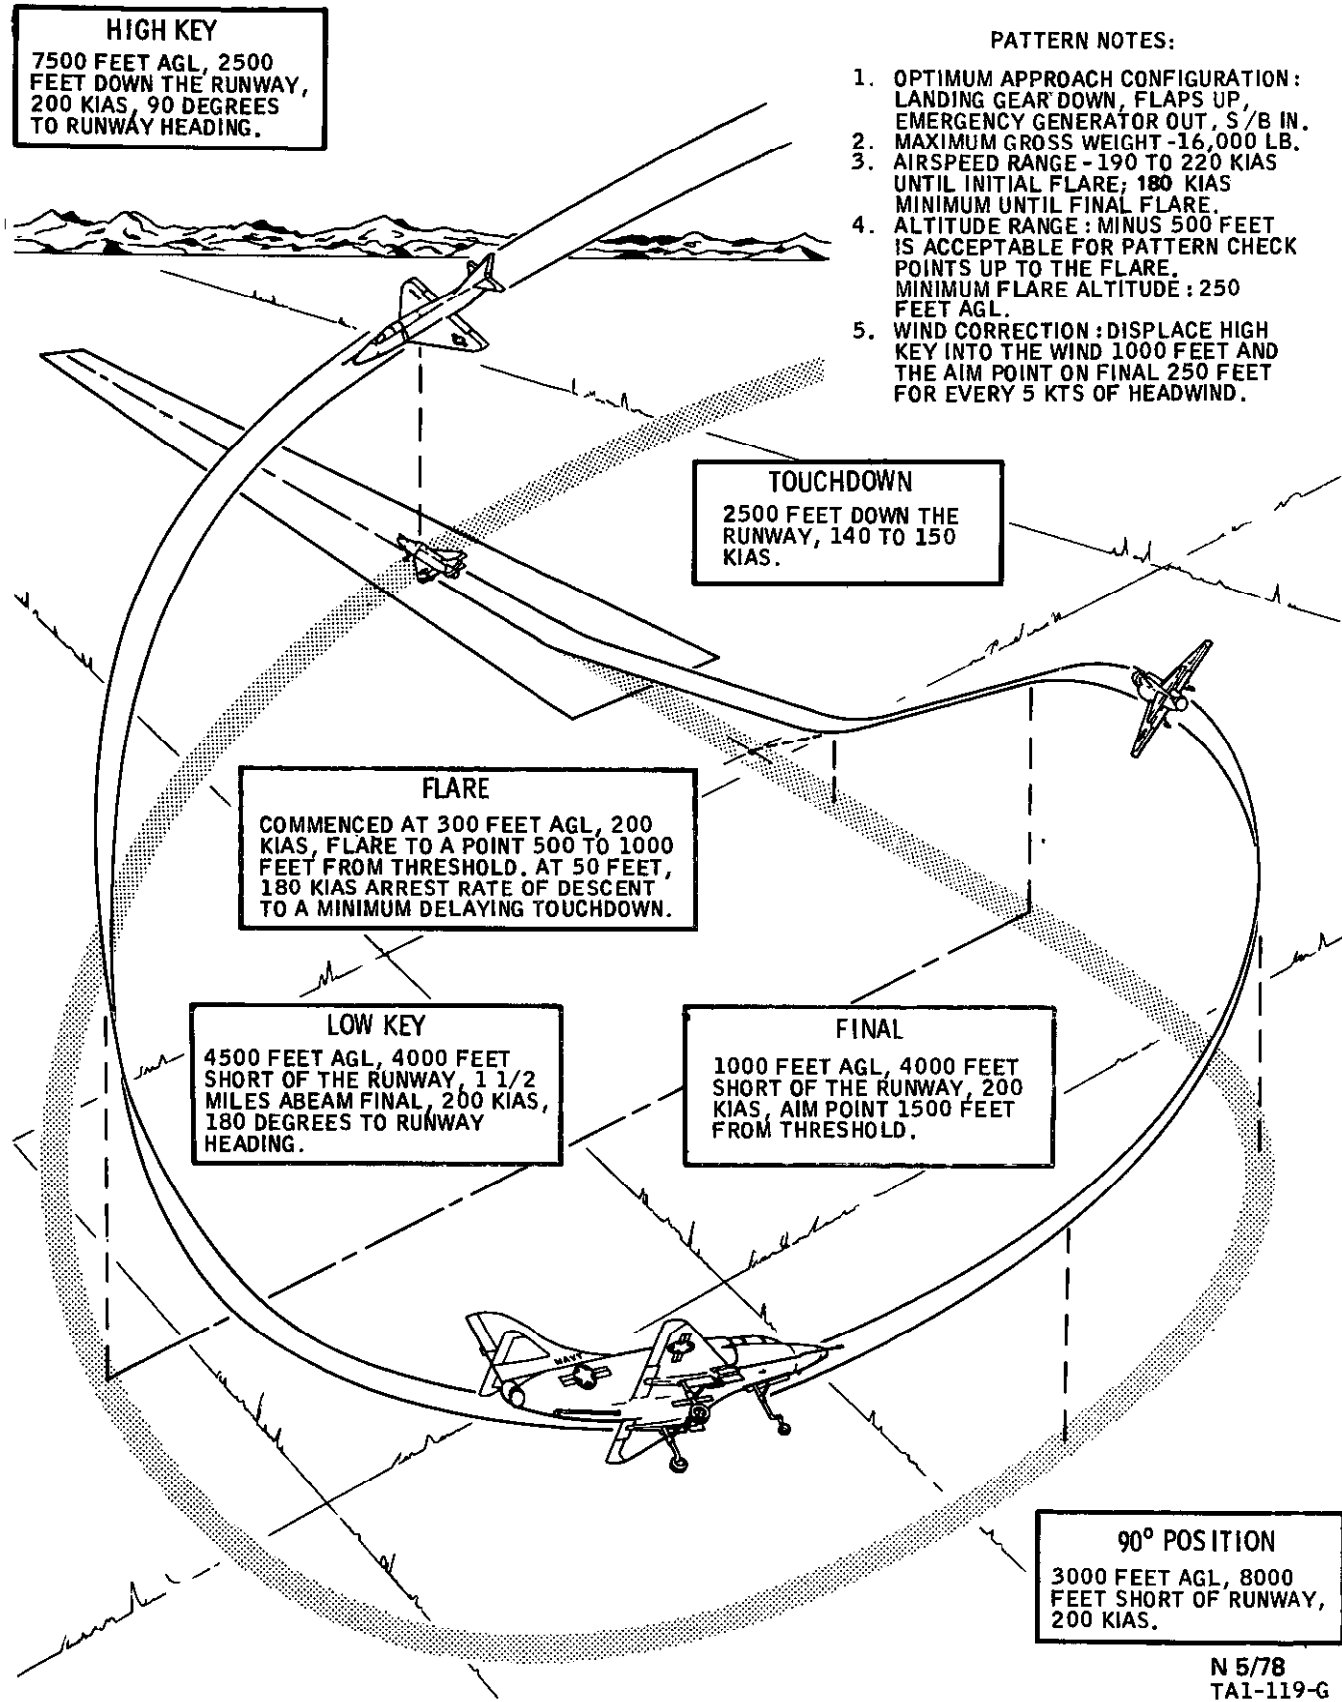 HIGH KEY
7500 FEET AGL, 2500
FEET DOWN THE RUNWAY,
200 KIAS, 90 DEGREES
TO RUNWAY HEADING.
PATTERN NOTES:
1. OPTIMUM APPROACH CONFIGURATION:
LANDING GEAR DOWN, FLAPS UP,
EMERGENCY GENERATOR OUT, S/B IN.
2. MAXIMUM GROSS WEIGHT -16,000 LB.
3. AIRSPEED RANGE - 190 TO 220 KIAS
UNTIL INITIAL FLARE; 180 KIAS
MINIMUM UNTIL FINAL FLARE.
4. ALTITUDE RANGE : MINUS 500 FEET
IS ACCEPTABLE FOR PATTERN CHECK
POINTS UP TO THE FLARE.
MINIMUM FLARE ALTITUDE : 250
FEET AGL.
5. WIND CORRECTION : DISPLACE HIGH
KEY INTO THE WIND 1000 FEET AND
THE AIM POINT ON FINAL 250 FEET
FOR EVERY 5 KTS OF HEADWIND.
TOUCHDOWN
2500 FEET DOWN THE
RUNWAY, 140 TO 150
KIAS.
FLARE
COMMENCED AT 300 FEET AGL, 200
KIAS, FLARE TO A POINT 500 TO 1000
FEET FROM THRESHOLD. AT 50 FEET,
180 KIAS ARREST RATE OF DESCENT
TO A MINIMUM DELAYING TOUCHDOWN.
LOW KEY
4500 FEET AGL, 4000 FEET
SHORT OF THE RUNWAY, 1 1/2
MILES ABEAM FINAL, 200 KIAS,
180 DEGREES TO RUNWAY
HEADING.
FINAL
1000 FEET AGL, 4000 FEET
SHORT OF THE RUNWAY, 200
KIAS, AIM POINT 1500 FEET
FROM THRESHOLD.
NAVY
90° POSITION
3000 FEET AGL, 8000
FEET SHORT OF RUNWAY,
200 KIAS.
N 5/78
TA1-119-G